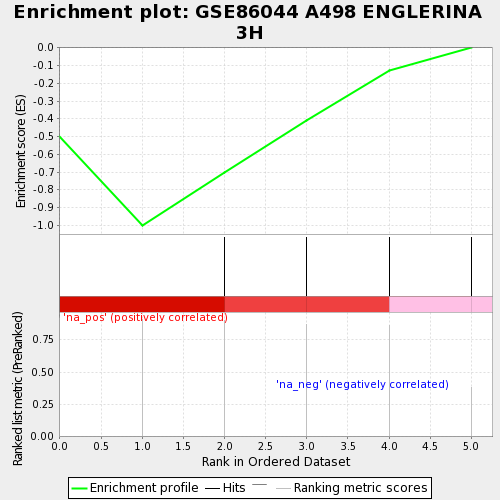 Enrichment plot: GSE86044 A498 ENGLERINA
3H
Enrichment score (ES)
0.0
-0.1
-0.2
-0.3
-0.4
-0.5
-0.6
-0.7
-0.8
-0.9
-1.0
'na_pos' (positively correlated)
Ranked list metric (PreRanked)
0.75
0.50
0.25
0.00
'na_neg' (negatively correlated)
0.0 0.5 1.0 1.5 2.0 2.5 3.0 3.5 4.0 4.5 5.0
Rank in Ordered Dataset
Enrichment profile Hits Ranking metric scores